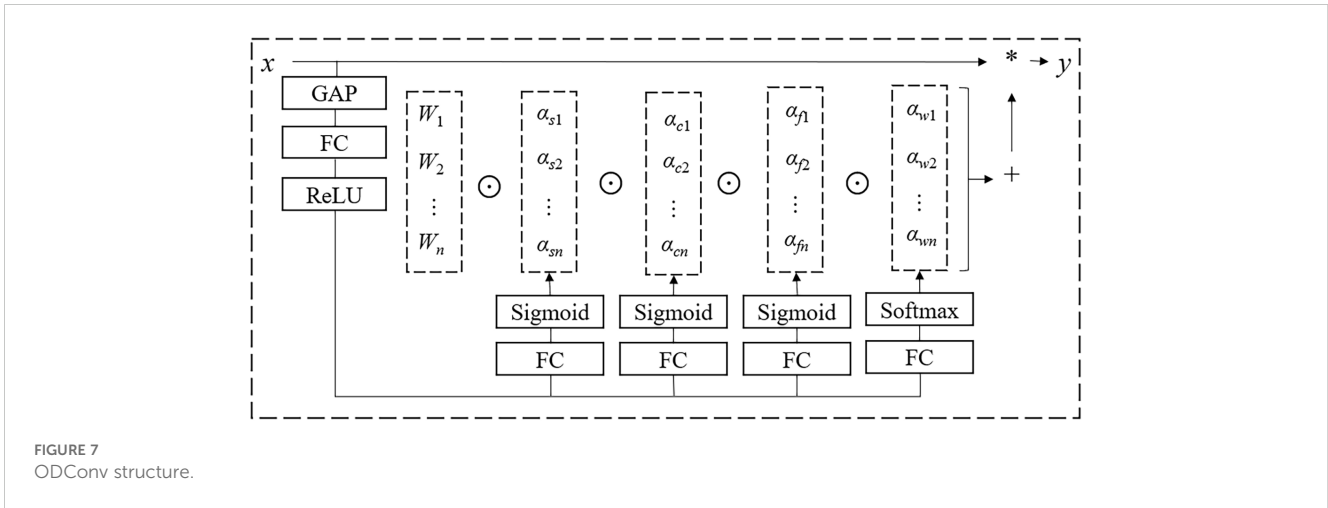 x * y
GAP
FC
ReLU
W1 αs1 αc1 αf1 αw1
W2 αs2 αc2 αf2 αw2
⊙ ⊙ ⊙ ⊙ +
⋮ ⋮ ⋮ ⋮ ⋮
Wn αsn αcn αfn αwn
Sigmoid Sigmoid Sigmoid Softmax
FC FC FC FC
FIGURE 7
ODConv structure.